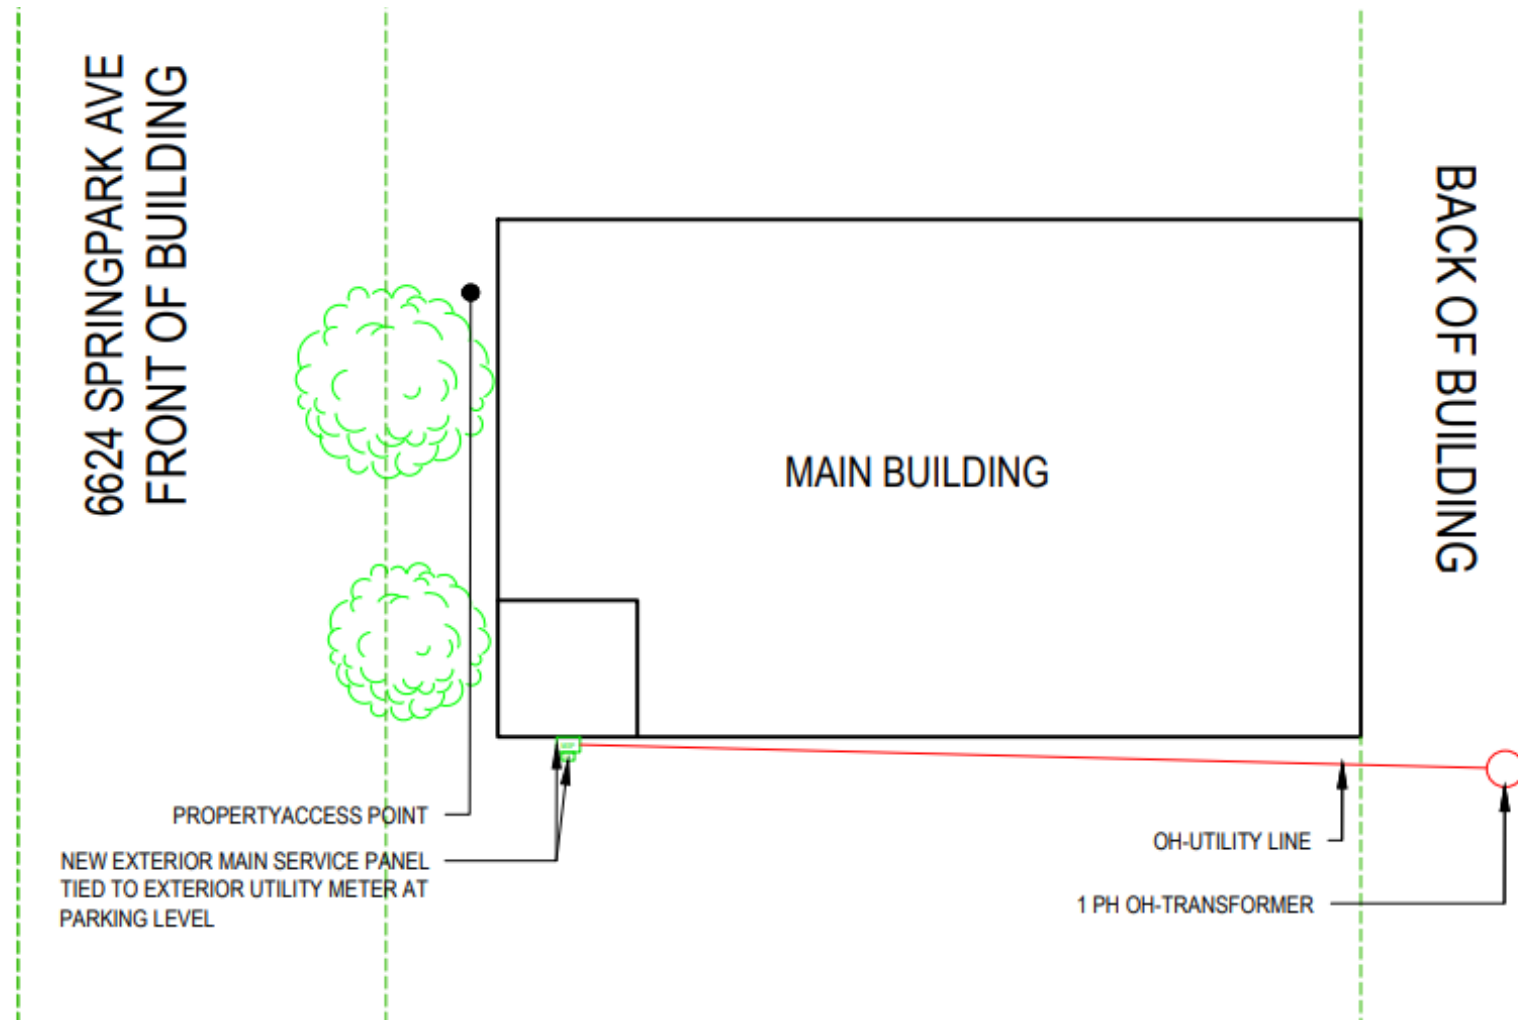 6624 SPRINGPARK AVE
FRONT OF BUILDING
BACK OF BUILDING
MAIN BUILDING
PROPERTYACCESS POINT
NEW EXTERIOR MAIN SERVICE PANEL
TIED TO EXTERIOR UTILITY METER AT
PARKING LEVEL
OH-UTILITY LINE
1 PH OH-TRANSFORMER